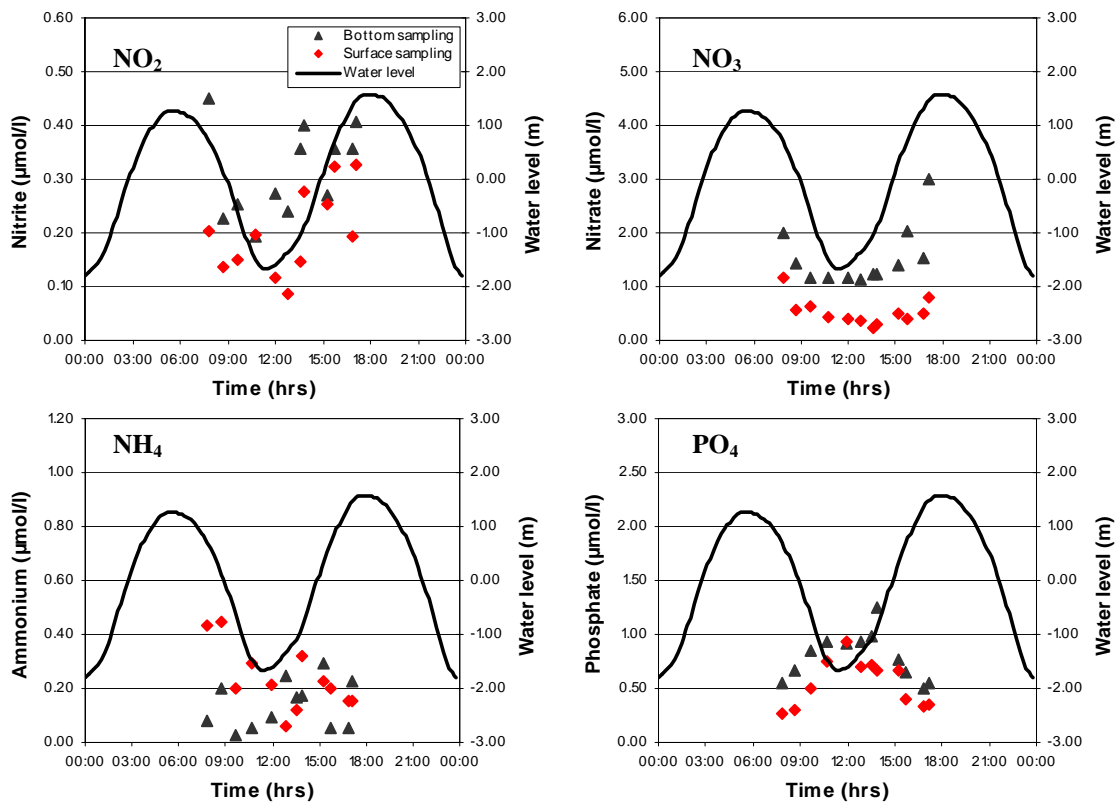 NO2
Bottom sampling
Surface sampling
Water level
Nitrite (µmol/l)
0.60
0.50
0.40
0.30
0.20
0.10
0.00
3.00
2.00
1.00
0.00
-1.00
-2.00
-3.00
Water level (m)
00:00 03:00 06:00 09:00 12:00 15:00 18:00 21:00 00:00
Time (hrs)
NO3
Nitrate (µmol/l)
6.00
5.00
4.00
3.00
2.00
1.00
0.00
3.00
2.00
1.00
0.00
-1.00
-2.00
-3.00
Water level (m)
00:00 03:00 06:00 09:00 12:00 15:00 18:00 21:00 00:00
Time (hrs)
NH4
Ammonium (µmol/l)
1.20
1.00
0.80
0.60
0.40
0.20
0.00
3.00
2.00
1.00
0.00
-1.00
-2.00
-3.00
Water level (m)
00:00 03:00 06:00 09:00 12:00 15:00 18:00 21:00 00:00
Time (hrs)
PO4
Phosphate (µmol/l)
3.00
2.50
2.00
1.50
1.00
0.50
0.00
3.00
2.00
1.00
0.00
-1.00
-2.00
-3.00
Water level (m)
00:00 03:00 06:00 09:00 12:00 15:00 18:00 21:00 00:00
Time (hrs)